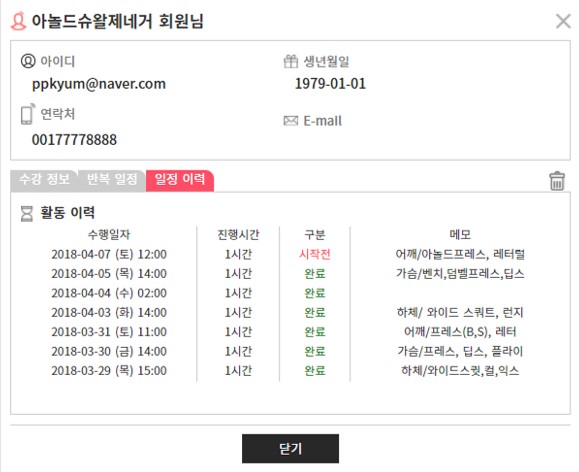 아놀드슈왈제네거 회원님
아이디
생년월일
ppkyum@naver.com
1979-01-01
연락처
E-mail
00177778888
수강 정보 반복 일정 일정 이력
활동 이력
수행일자 진행시간 구분 메모
2018-04-07 (토) 12:00 1시간 시작전 어깨/아놀드프레스, 레터럴
2018-04-05 (목) 14:00 1시간 완료 가슴/벤치,덤벨프레스,딥스
2018-04-04 (수) 02:00 1시간 완료
2018-04-03 (화) 14:00 1시간 완료 하체/ 와이드 스쿼트, 런지
2018-03-31 (토) 11:00 1시간 완료 어깨/프레스(B,S), 레터
2018-03-30 (금) 14:00 1시간 완료 가슴/프레스, 딥스, 플라이
2018-03-29 (목) 15:00 1시간 완료 하체/와이드스큇,컬,익스
닫기